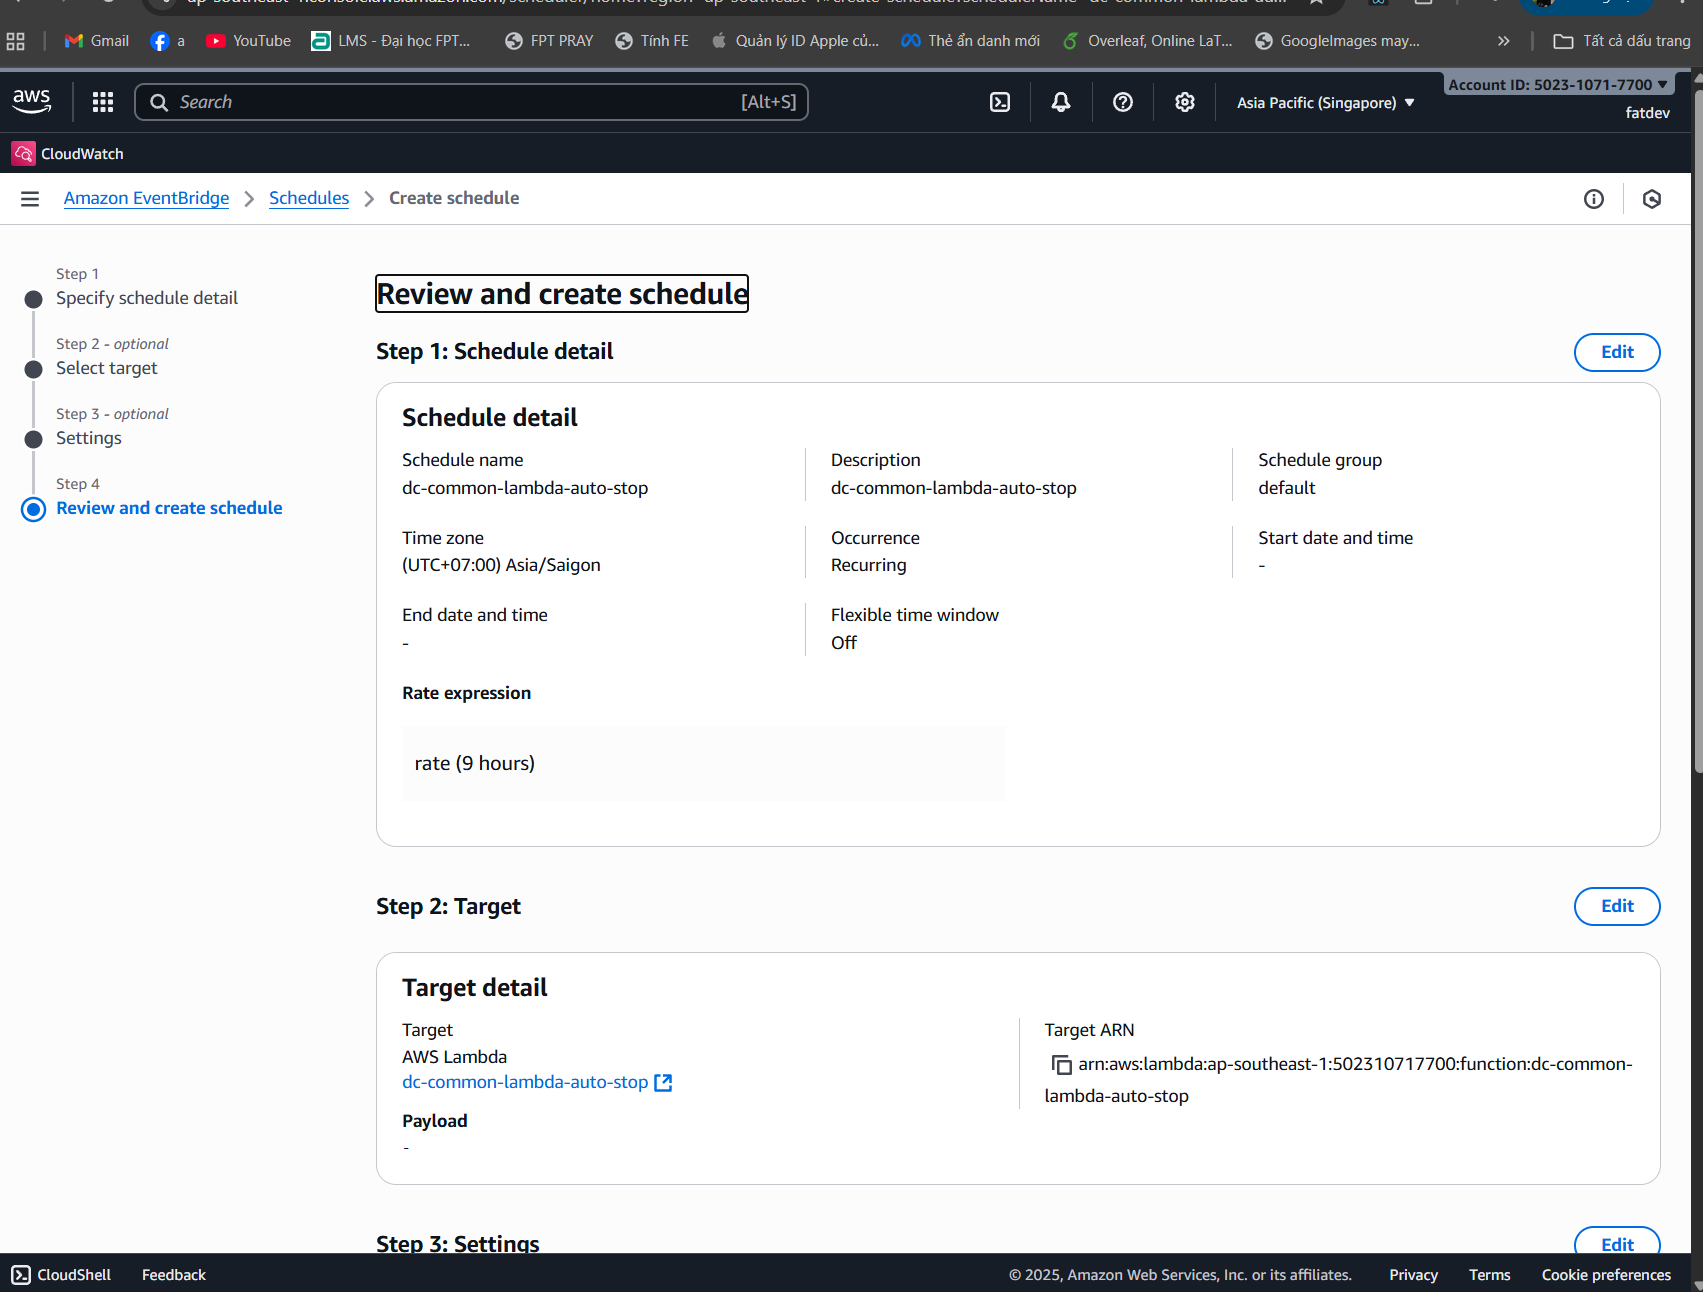 Gmail
a
YouTube
LMS - Đại học FPT...
FPT PRAY
Tính FE
Quản lý ID Apple củ...
Thẻ ẩn danh mới
Overleaf, Online LaT...
GoogleImages may...
Tất cả dấu trang
aws
Search
[Alt+S]
Asia Pacific (Singapore)
Account ID: 5023-1071-7700
fatdev
CloudWatch
Amazon EventBridge
Schedules
Create schedule
Step 1
Specify schedule detail
Step 2 - optional
Select target
Step 3 - optional
Settings
Step 4
Review and create schedule
Review and create schedule
Step 1: Schedule detail
Edit
Schedule detail
Schedule name
dc-common-lambda-auto-stop
Description
dc-common-lambda-auto-stop
Schedule group
default
Time zone
(UTC+07:00) Asia/Saigon
Occurrence
Recurring
Start date and time
-
End date and time
-
Flexible time window
Off
Rate expression
rate (9 hours)
Step 2: Target
Edit
Target detail
Target
AWS Lambda
dc-common-lambda-auto-stop
Payload
-
Target ARN
arn:aws:lambda:ap-southeast-1:502310717700:function:dc-common-
lambda-auto-stop
Step 3: Settings
Edit
CloudShell
Feedback
© 2025, Amazon Web Services, Inc. or its affiliates.
Privacy
Terms
Cookie preferences